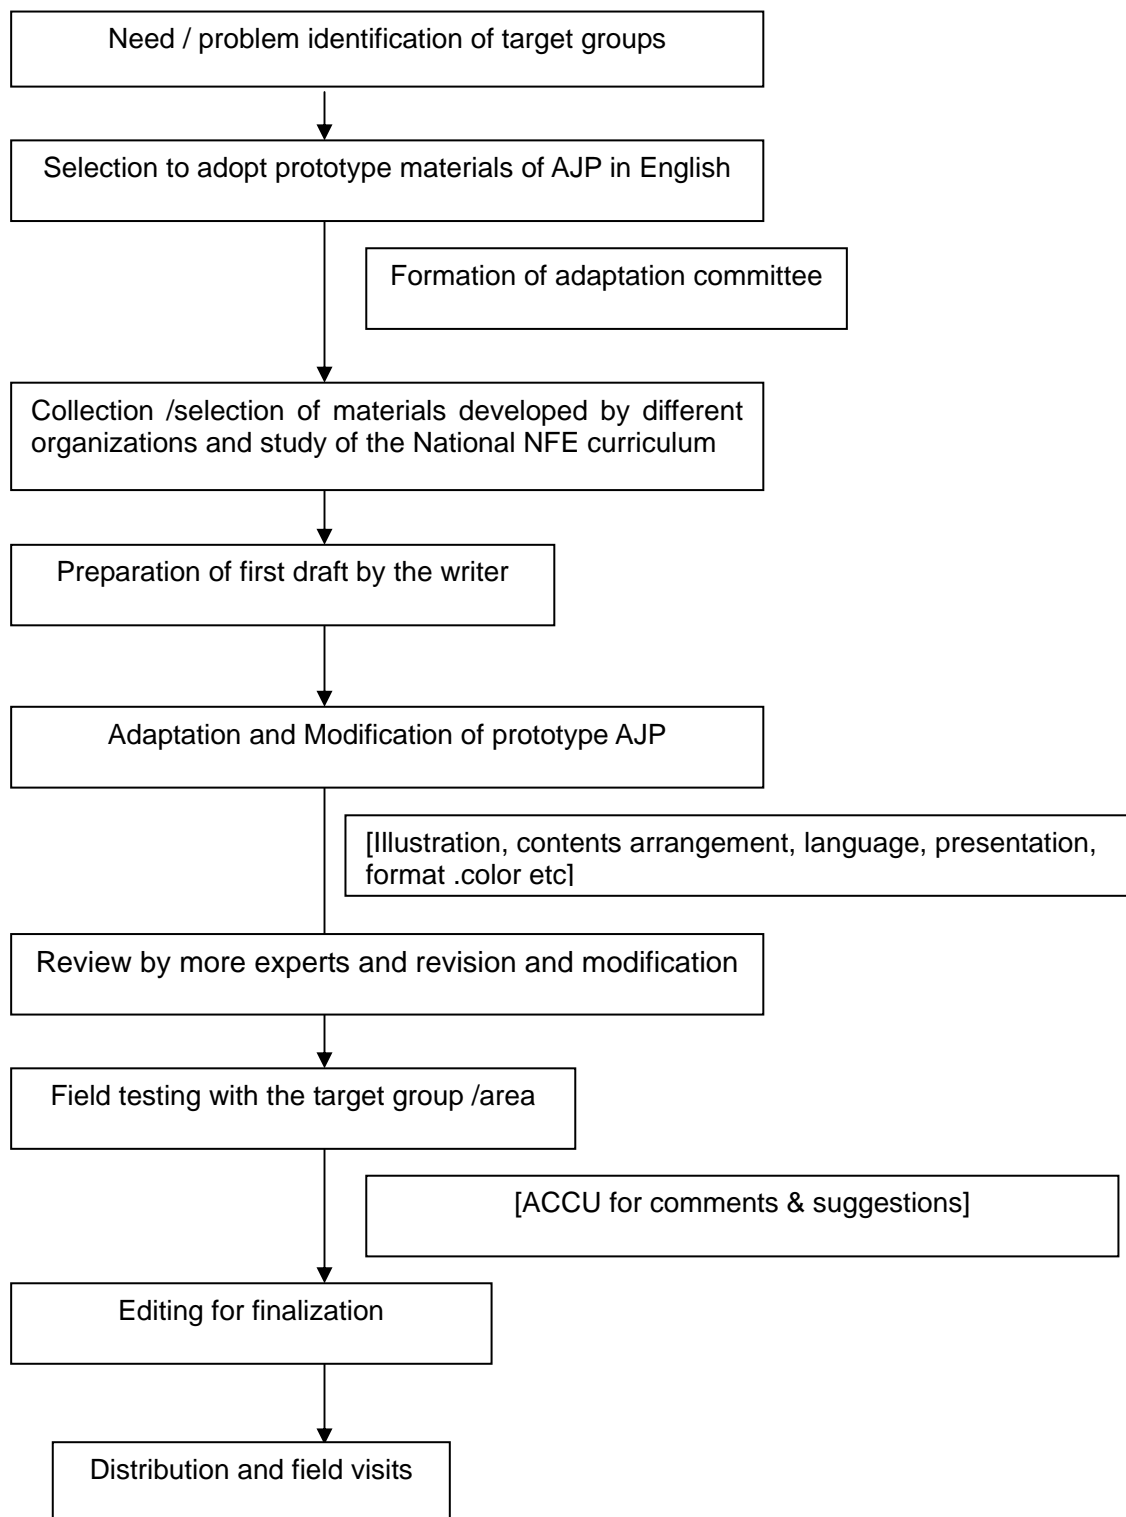 Need / problem identification of target groups
Selection to adopt prototype materials of AJP in English
Formation of adaptation committee
Collection /selection of materials developed by different
organizations and study of the National NFE curriculum
Preparation of first draft by the writer
Adaptation and Modification of prototype AJP
[Illustration, contents arrangement, language, presentation,
format .color etc]
Review by more experts and revision and modification
Field testing with the target group /area
[ACCU for comments & suggestions]
Editing for finalization
Distribution and field visits